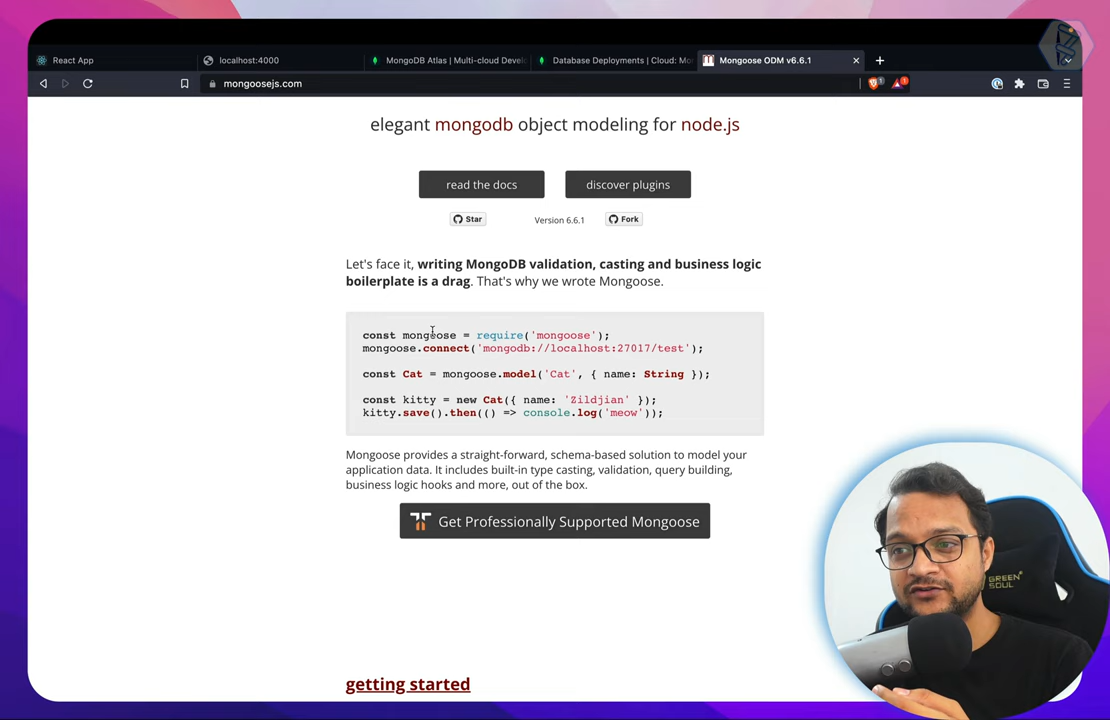 React App
localhost:4000
MongoDB Atlas | Multi-cloud Devel
Database Deployments | Cloud: Mon
Mongoose ODM v6.6.1
mongoosejs.com
1
1
elegant mongodb object modeling for node.js
read the docs
discover plugins
Star
Version 6.6.1
Fork
Let's face it, writing MongoDB validation, casting and business logic
boilerplate is a drag. That's why we wrote Mongoose.
const mongoose = require('mongoose');
mongoose.connect('mongodb://localhost:27017/test');
const Cat = mongoose.model('Cat', { name: String });
const kitty = new Cat({ name: 'Zildjian' });
kitty.save().then(() => console.log('meow'));
Mongoose provides a straight-forward, schema-based solution to model your
application data. It includes built-in type casting, validation, query building,
business logic hooks and more, out of the box.
Get Professionally Supported Mongoose
GREEN
SOUL
getting started